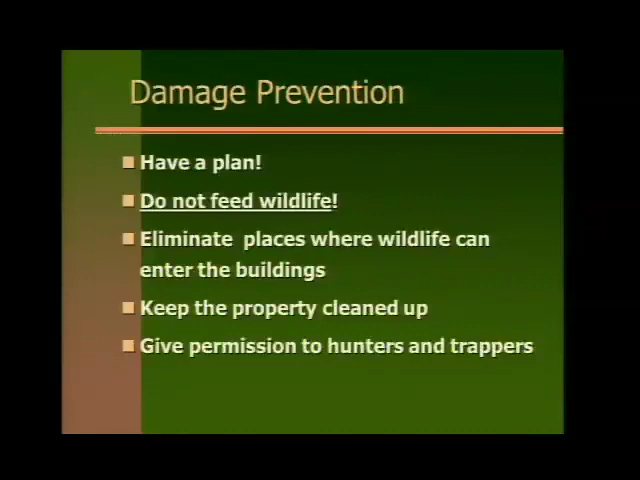 Damage Prevention
Have a plan!
Do not feed wildlife!
Eliminate places where wildlife can
enter the buildings
Keep the property cleaned up
Give permission to hunters and trappers